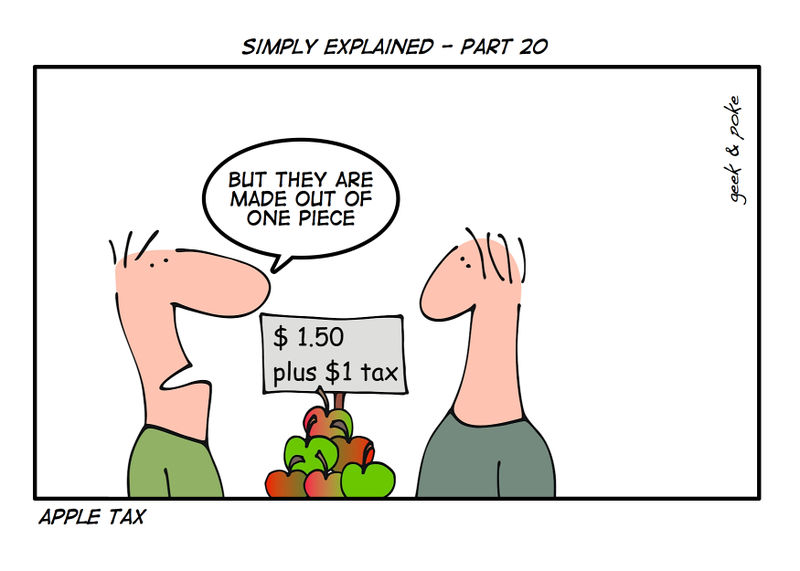 SIMPLY EXPLAINED - PART 20
geek & poke
BUT THEY ARE
MADE OUT OF
ONE PIECE
$ 1.50
plus $1 tax
APPLE TAX